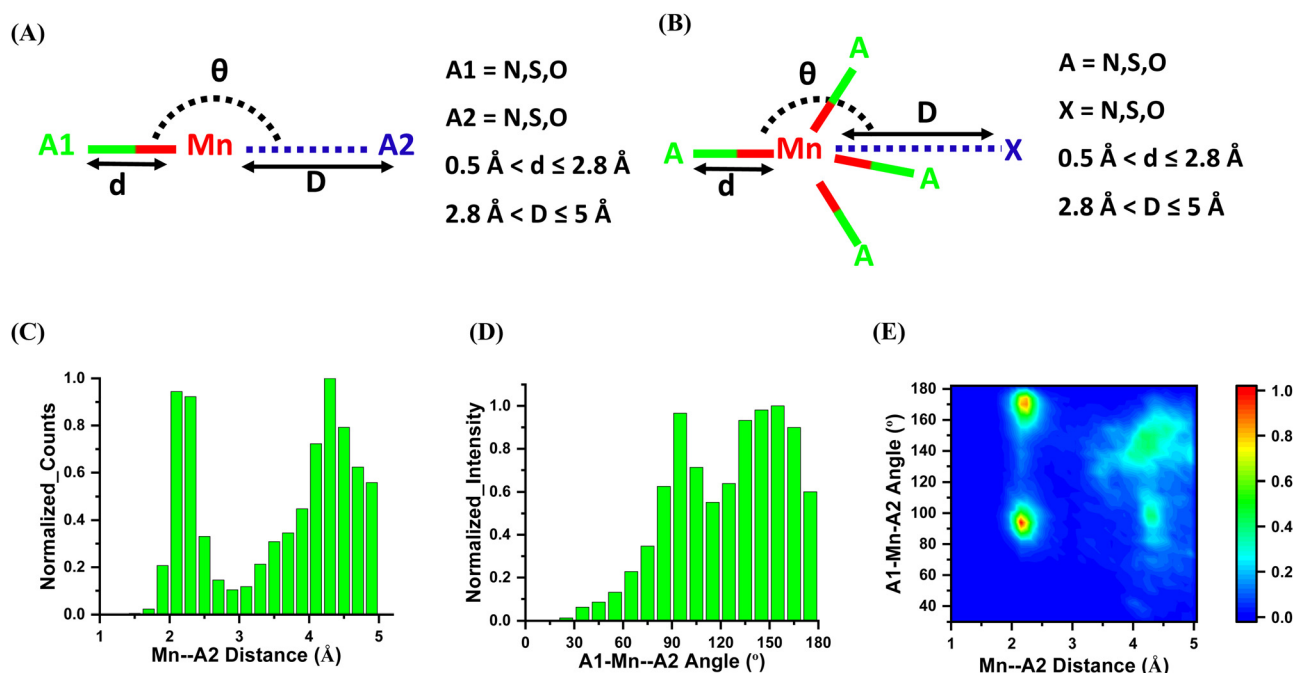 (A)
θ
A1
Mn
A2
d
D
A1 = N,S,O
A2 = N,S,O
0.5 Å < d ≤ 2.8 Å
2.8 Å < D ≤ 5 Å
(B)
A
θ
D
A
Mn
X
d
A
A
A = N,S,O
X = N,S,O
0.5 Å < d ≤ 2.8 Å
2.8 Å < D ≤ 5 Å
(C)
Normalized_Counts
1.0
0.8
0.6
0.4
0.2
0.0
1 2 3 4 5
Mn--A2 Distance (Å)
(D)
Normalized_Intensity
1.0
0.8
0.6
0.4
0.2
0.0
0 30 60 90 120 150 180
A1-Mn--A2 Angle (º)
(E)
A1-Mn-A2 Angle (º)
180
160
140
120
100
80
60
40
1 2 3 4 5
Mn--A2 Distance (Å)
1.0
0.8
0.6
0.4
0.2
0.0